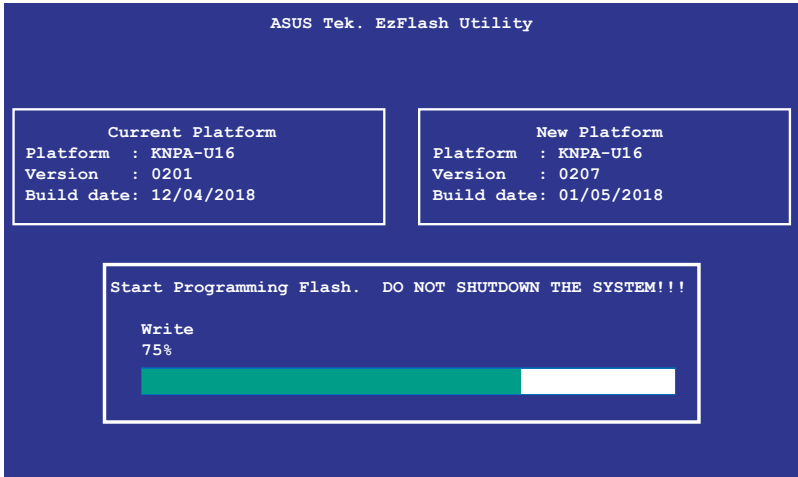 ASUS Tek. EzFlash Utility
Current Platform
Platform : KNPA-U16
Version : 0201
Build date: 12/04/2018
New Platform
Platform : KNPA-U16
Version : 0207
Build date: 01/05/2018
Start Programming Flash. DO NOT SHUTDOWN THE SYSTEM!!!
Write
75%